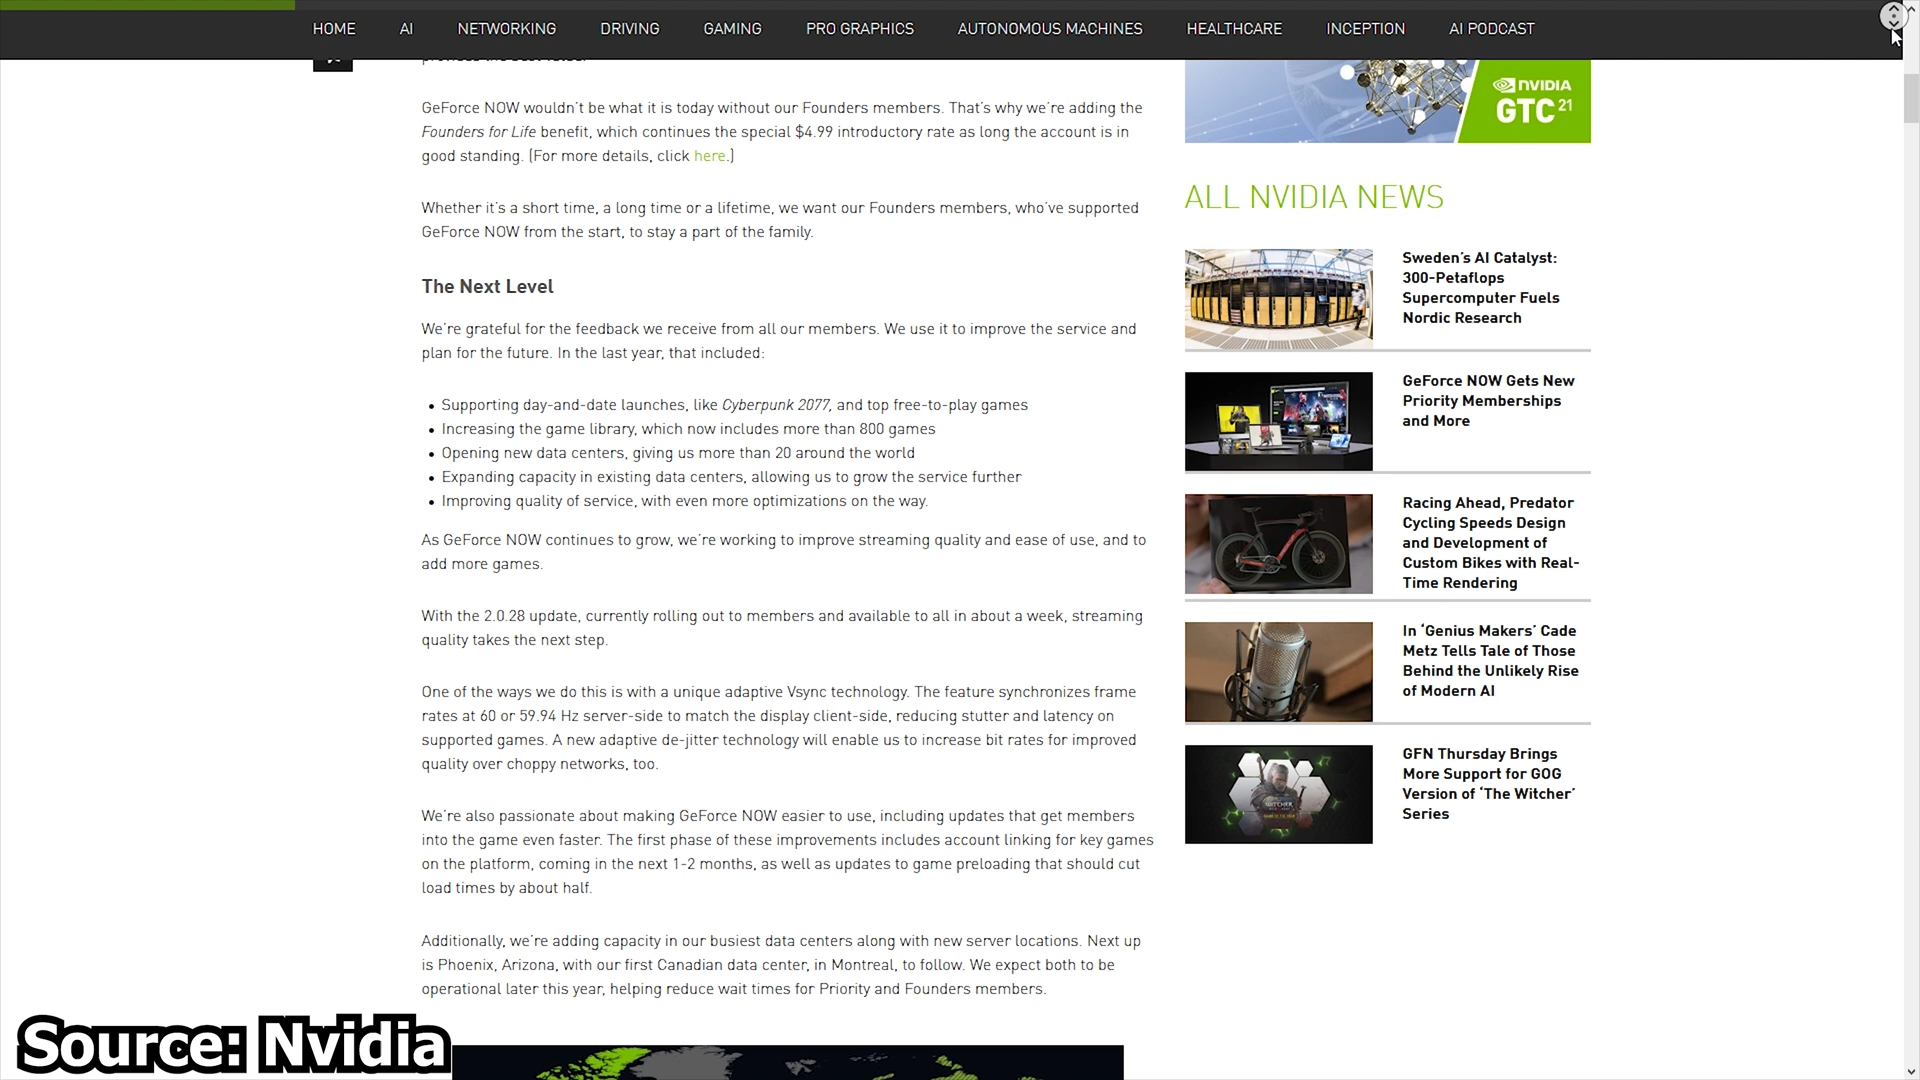 HOME AI NETWORKING DRIVING GAMING PRO GRAPHICS AUTONOMOUS MACHINES HEALTHCARE INCEPTION AI PODCAST
GeForce NOW wouldn't be what it is today without our Founders members. That's why we're adding the
Founders for Life benefit, which continues the special $4.99 introductory rate as long the account is in
good standing. (For more details, click here.)
Whether it's a short time, a long time or a lifetime, we want our Founders members, who've supported
GeForce NOW from the start, to stay a part of the family.
The Next Level
We're grateful for the feedback we receive from all our members. We use it to improve the service and
plan for the future. In the last year, that included:
• Supporting day-and-date launches, like Cyberpunk 2077, and top free-to-play games
• Increasing the game library, which now includes more than 800 games
• Opening new data centers, giving us more than 20 around the world
• Expanding capacity in existing data centers, allowing us to grow the service further
• Improving quality of service, with even more optimizations on the way.
As GeForce NOW continues to grow, we're working to improve streaming quality and ease of use, and to
add more games.
With the 2.0.28 update, currently rolling out to members and available to all in about a week, streaming
quality takes the next step.
One of the ways we do this is with a unique adaptive Vsync technology. The feature synchronizes frame
rates at 60 or 59.94 Hz server-side to match the display client-side, reducing stutter and latency on
supported games. A new adaptive de-jitter technology will enable us to increase bit rates for improved
quality over choppy networks, too.
We're also passionate about making GeForce NOW easier to use, including updates that get members
into the game even faster. The first phase of these improvements includes account linking for key games
on the platform, coming in the next 1-2 months, as well as updates to game preloading that should cut
load times by about half.
Additionally, we're adding capacity in our busiest data centers along with new server locations. Next up
is Phoenix, Arizona, with our first Canadian data center, in Montreal, to follow. We expect both to be
operational later this year, helping reduce wait times for Priority and Founders members.
NVIDIA
GTC 21
ALL NVIDIA NEWS
Sweden's AI Catalyst:
300-Petaflops
Supercomputer Fuels
Nordic Research
GeForce NOW Gets New
Priority Memberships
and More
Racing Ahead, Predator
Cycling Speeds Design
and Development of
Custom Bikes with Real-
Time Rendering
In ‘Genius Makers’ Cade
Metz Tells Tale of Those
Behind the Unlikely Rise
of Modern AI
WITCHER
GFN Thursday Brings
More Support for GOG
Version of ‘The Witcher’
Series
Source: Nvidia